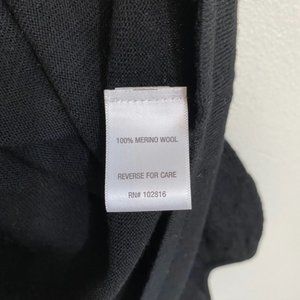 100% MERINO WOOL
REVERSE FOR CARE
RN# 102816